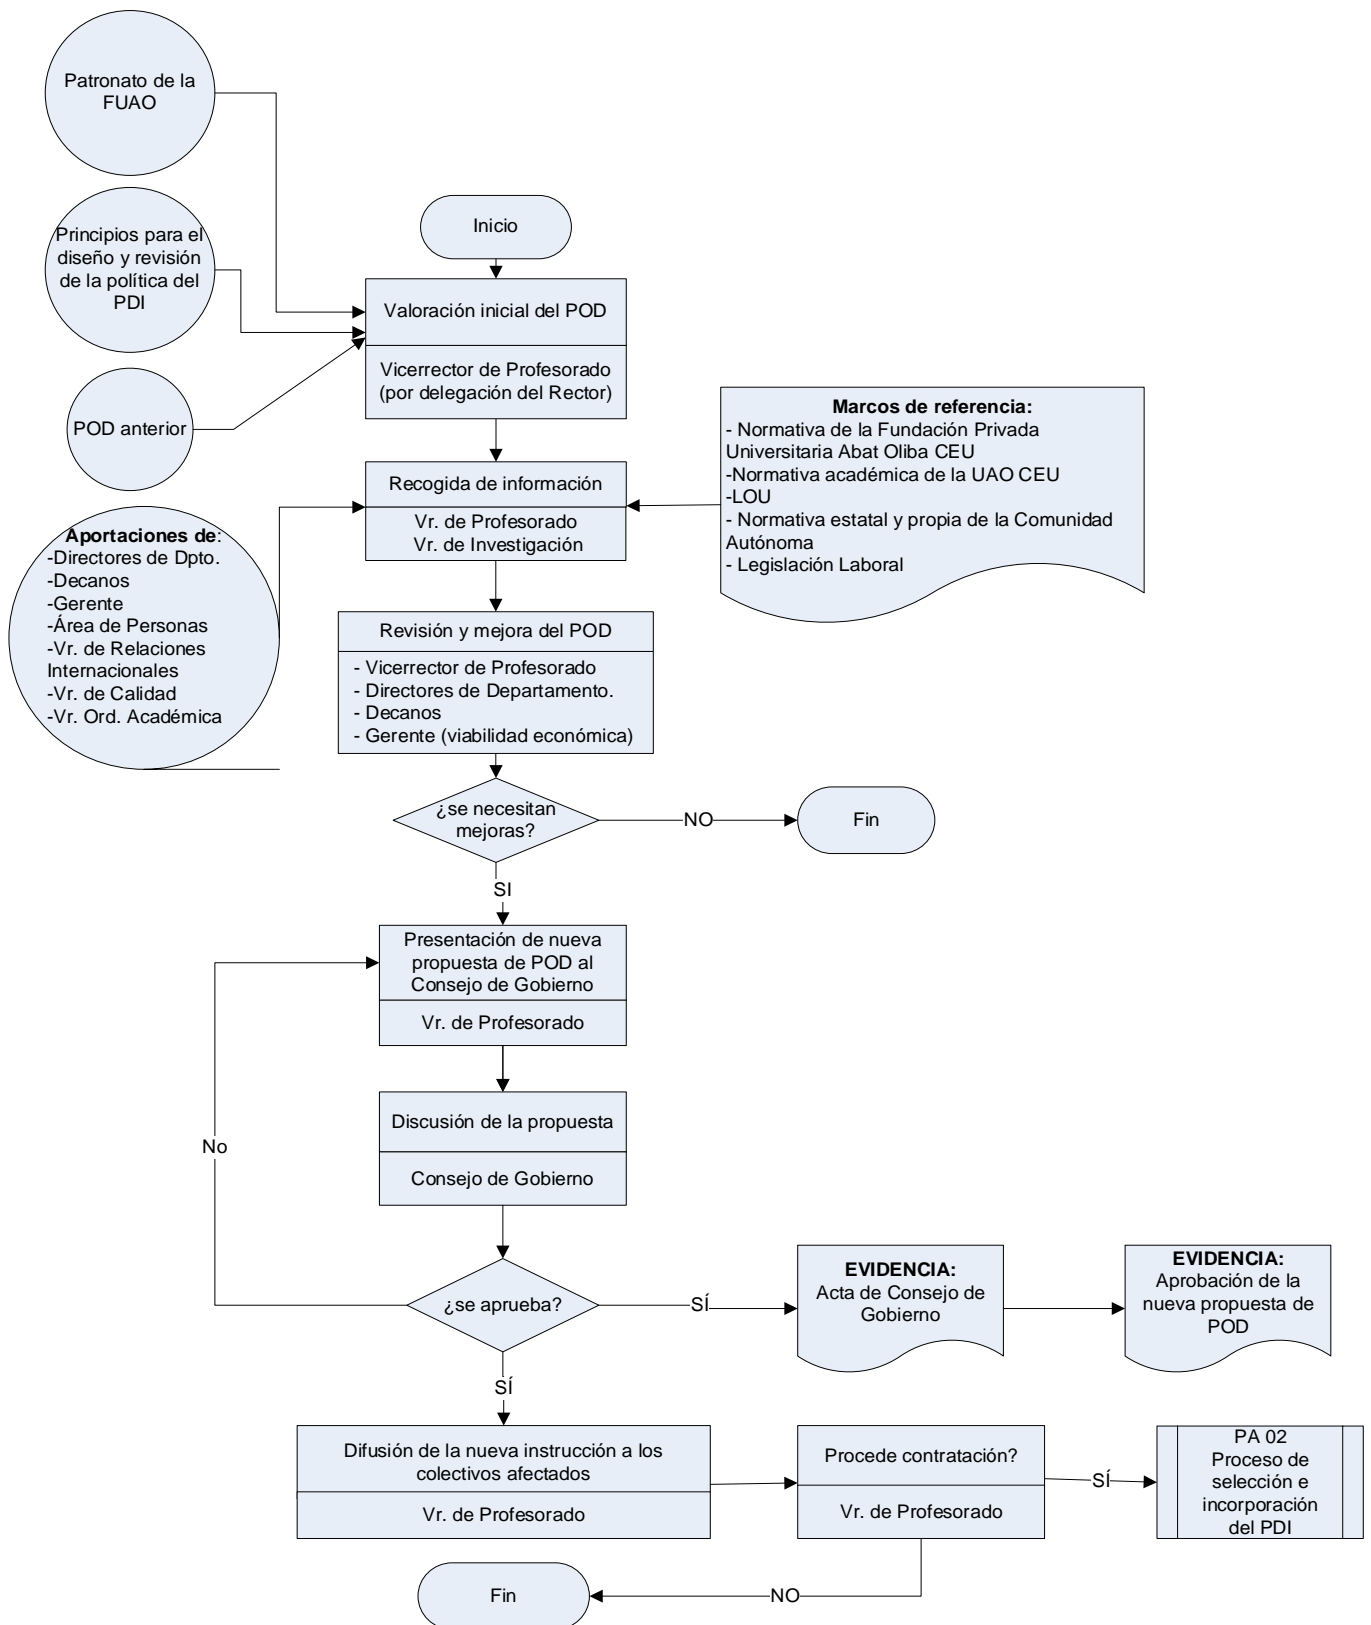 Patronato de la
FUAO
Principios para el
diseño y revisión
de la política del
PDI
POD anterior
Inicio
Valoración inicial del POD
Vicerrector de Profesorado
(por delegación del Rector)
Marcos de referencia:
- Normativa de la Fundación Privada
Universitaria Abat Oliba CEU
-Normativa académica de la UAO CEU
-LOU
- Normativa estatal y propia de la Comunidad
Autónoma
- Legislación Laboral
Recogida de información
Vr. de Profesorado
Vr. de Investigación
Aportaciones de:
-Directores de Dpto.
-Decanos
-Gerente
-Área de Personas
-Vr. de Relaciones
Internacionales
-Vr. de Calidad
-Vr. Ord. Académica
Revisión y mejora del POD
- Vicerrector de Profesorado
- Directores de Departamento.
- Decanos
- Gerente (viabilidad económica)
¿se necesitan
mejoras?
NO
Fin
SI
Presentación de nueva
propuesta de POD al
Consejo de Gobierno
Vr. de Profesorado
Discusión de la propuesta
Consejo de Gobierno
No
¿se aprueba?
SÍ
EVIDENCIA:
Acta de Consejo de
Gobierno
EVIDENCIA:
Aprobación de la
nueva propuesta de
POD
SÍ
Difusión de la nueva instrucción a los
colectivos afectados
Vr. de Profesorado
Procede contratación?
Vr. de Profesorado
SÍ
PA 02
Proceso de
selección e
incorporación
del PDI
NO
Fin